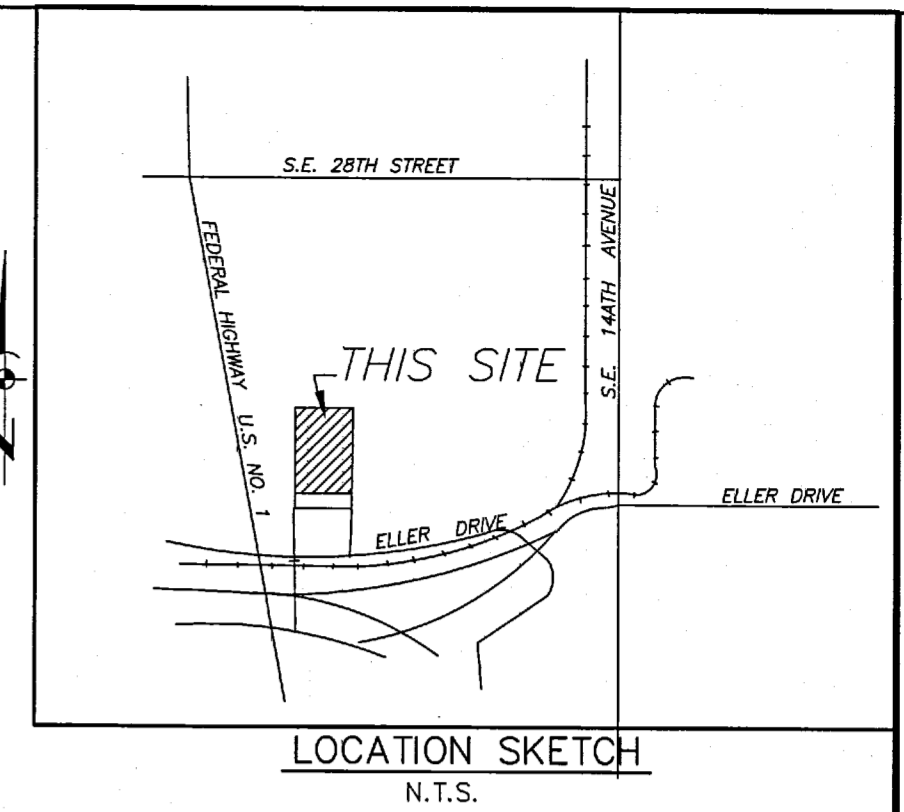 S.E. 28TH STREET
FEDERAL HIGHWAY U.S. NO. 1
S.E. 14ATH AVENUE
THIS SITE
ELLER DRIVE
ELLER DRIVE
LOCATION SKETCH
N.T.S.